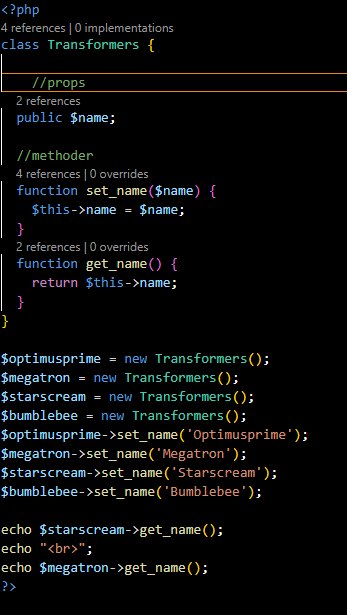 <?php
4 references | 0 implementations
class Transformers {
//props
2 references
public $name;
//methoder
4 references | 0 overrides
function set_name($name) {
$this->name = $name;
}
2 references | 0 overrides
function get_name() {
return $this->name;
}
}
$optimusprime = new Transformers();
$megatron = new Transformers();
$starscream = new Transformers();
$bumblebee = new Transformers();
$optimusprime->set_name('Optimusprime');
$megatron->set_name('Megatron');
$starscream->set_name('Starscream');
$bumblebee->set_name('Bumblebee');
echo $starscream->get_name();
echo "<br>";
echo $megatron->get_name();
?>